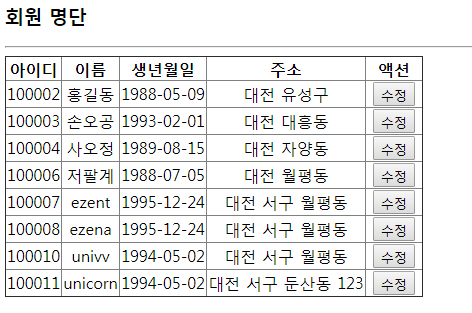 회원 명단
아이디 이름 생년월일 주소 액션
100002 홍길동 1988-05-09 대전 유성구 수정
100003 손오공 1993-02-01 대전 대흥동 수정
100004 사오정 1989-08-15 대전 자양동 수정
100006 저팔계 1988-07-05 대전 월평동 수정
100007 ezent 1995-12-24 대전 서구 월평동 수정
100008 ezena 1995-12-24 대전 서구 월평동 수정
100010 univv 1994-05-02 대전 서구 월평동 수정
100011 unicorn 1994-05-02 대전 서구 둔산동 123 수정